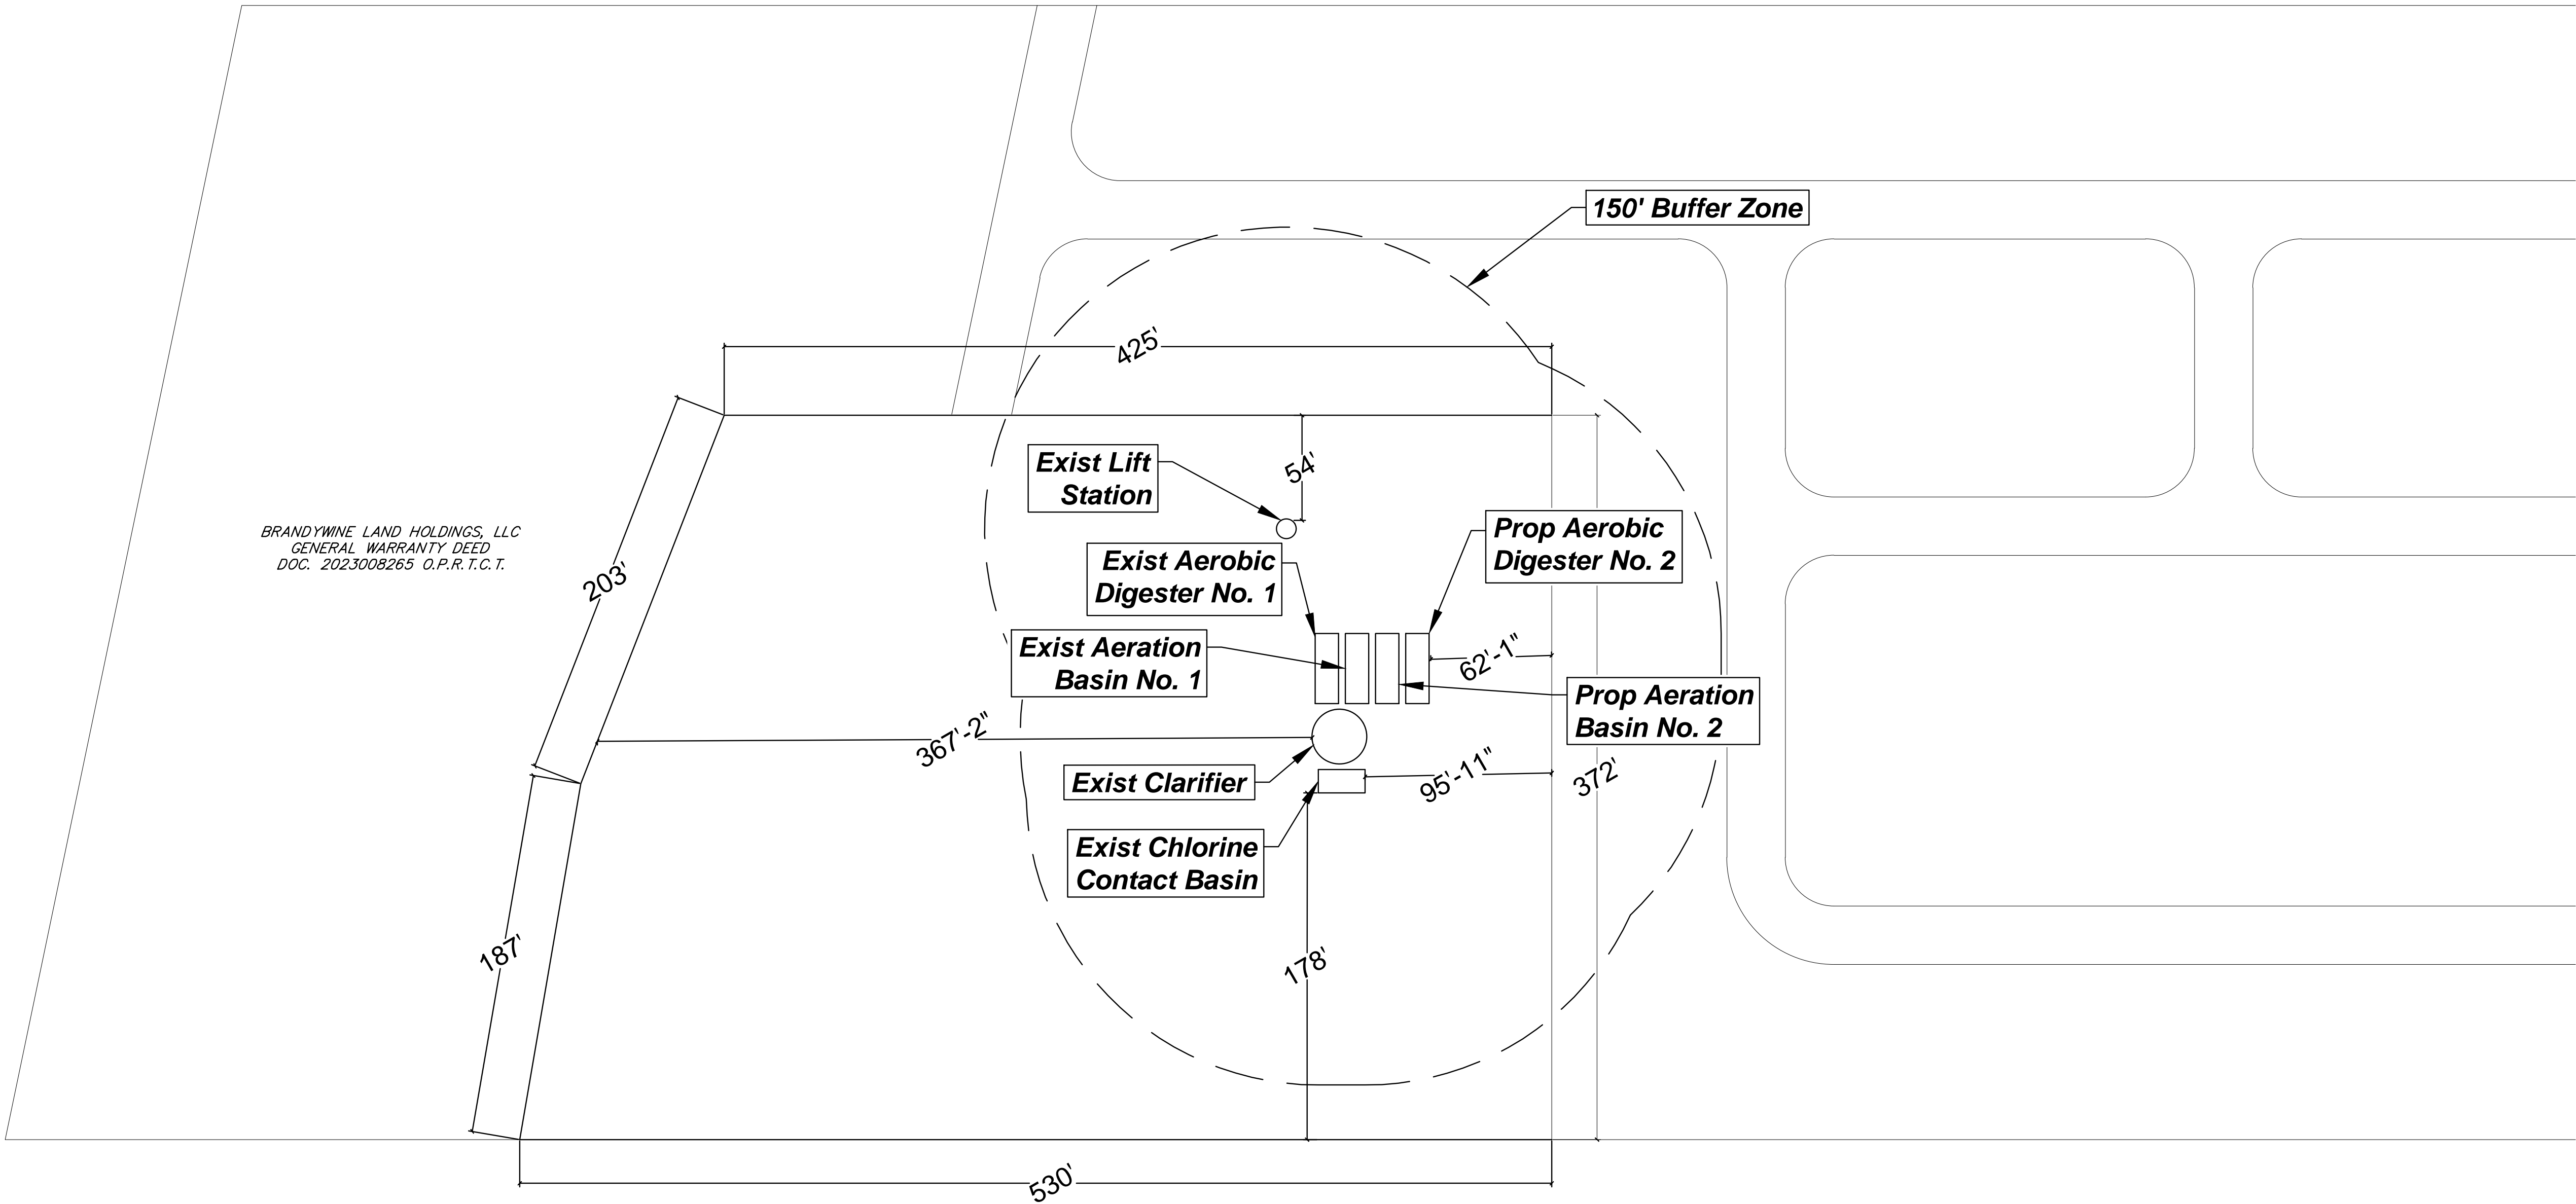 150' Buffer Zone
425'
Exist Lift
Station
54'
BRANDYWINE LAND HOLDINGS, LLC
GENERAL WARRANTY DEED
DOC. 2023008265 O.P.R.T.C.T.
203'
Exist Aerobic
Digester No. 1
Prop Aerobic
Digester No. 2
Exist Aeration
Basin No. 1
62'-1"
Prop Aeration
Basin No. 2
367'-2"
Exist Clarifier
95'-11"
372'
Exist Chlorine
Contact Basin
187'
178'
530'